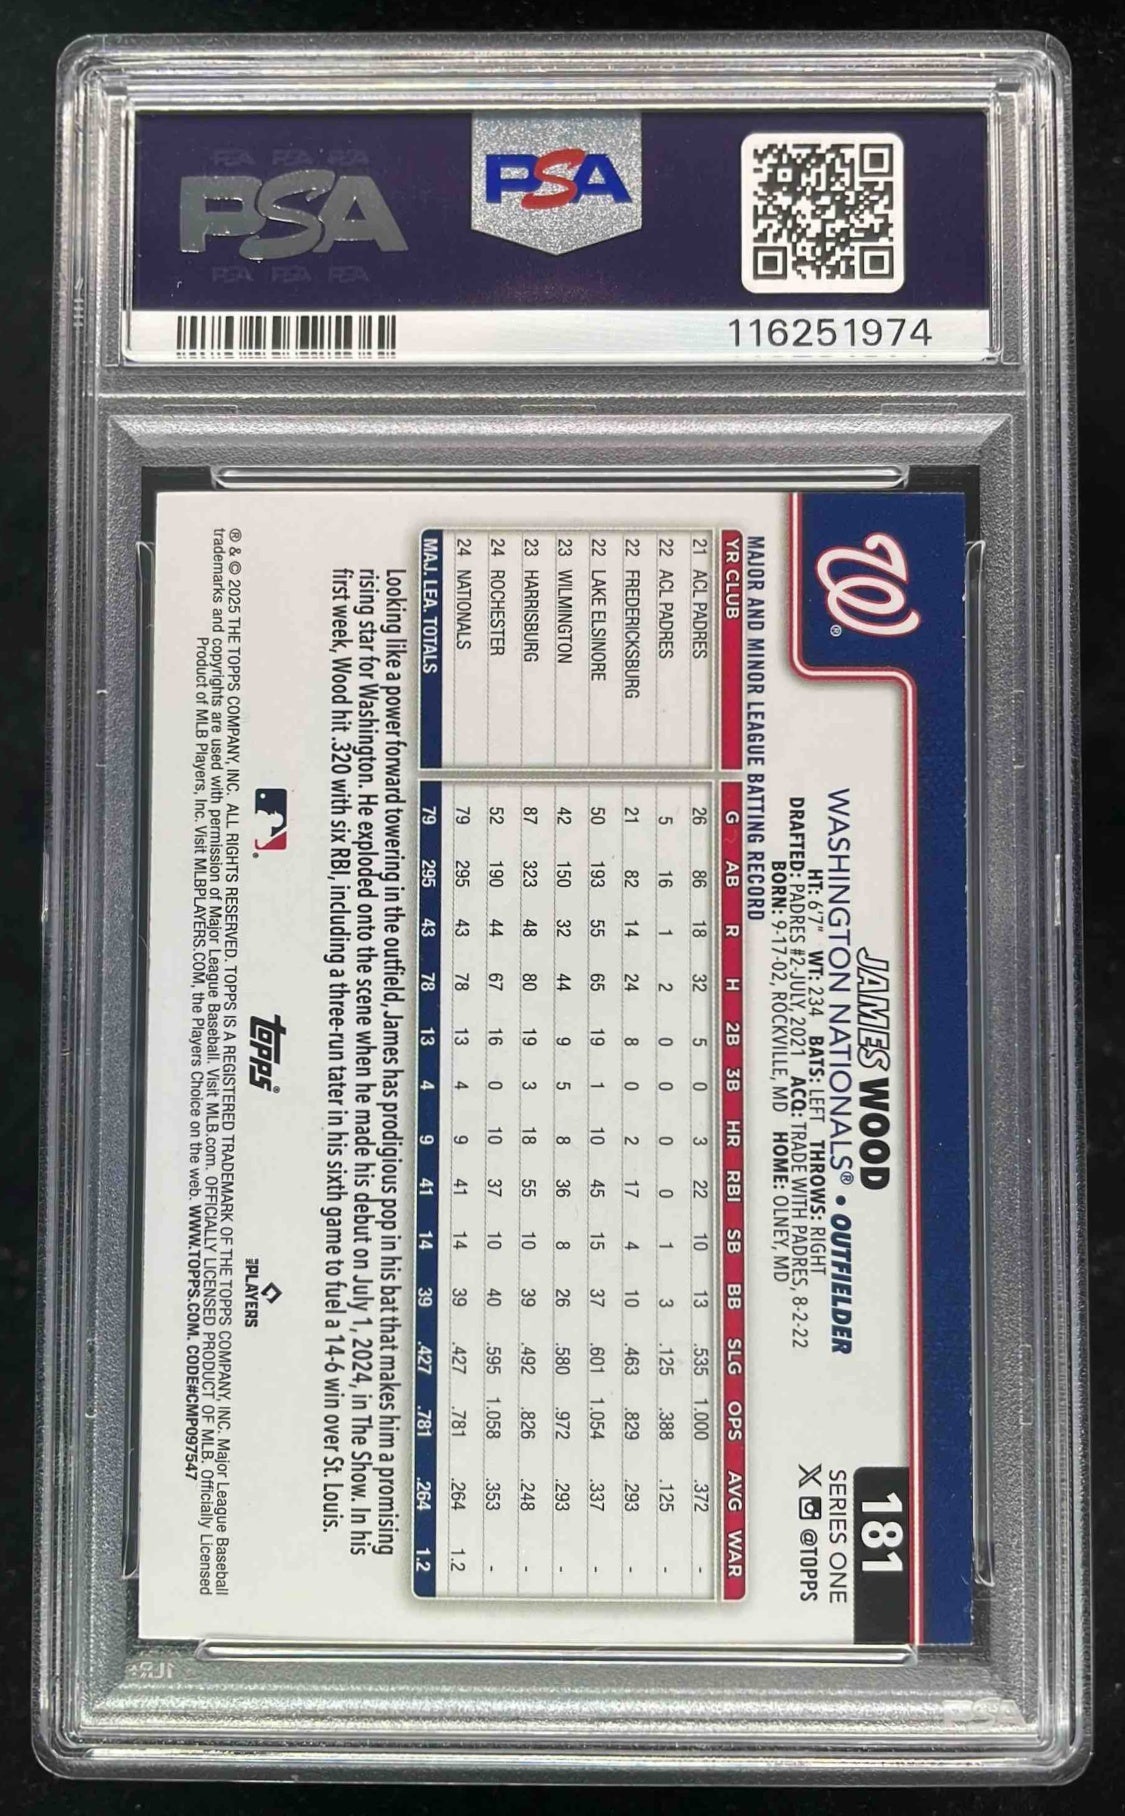 PSA PSA PSA
PSA
PSA PSA PSA
PSA
116251974
W®
181
JAMES WOOD
WASHINGTON NATIONALS® • OUTFIELDER
SERIES ONE
HT: 6'7" WT: 234 BATS: LEFT THROWS: RIGHT
DRAFTED: PADRES #2-JULY, 2021 ACQ: TRADE WITH PADRES, 8-2-22
BORN: 9-17-02, ROCKVILLE, MD HOME: OLNEY, MD
X @TOPPS
MAJOR AND MINOR LEAGUE BATTING RECORD
YR CLUB G AB R H 2B 3B HR RBI SB BB SLG OPS AVG WAR
21 ACL PADRES 26 86 18 32 5 0 3 22 10 13 .535 1.000 .372 -
22 ACL PADRES 5 16 1 2 0 0 0 0 1 3 .125 .388 .125 -
22 FREDERICKSBURG 21 82 14 24 8 0 2 17 4 10 .463 .829 .293 -
22 LAKE ELSINORE 50 193 55 65 19 1 10 45 15 37 .601 1.054 .337 -
23 WILMINGTON 42 150 32 44 9 5 8 36 8 26 .580 .972 .293 -
23 HARRISBURG 87 323 48 80 19 3 18 55 10 39 .492 .826 .248 -
24 ROCHESTER 52 190 44 67 16 0 10 37 10 40 .595 1.058 .353 -
24 NATIONALS 79 295 43 78 13 4 9 41 14 39 .427 .781 .264 1.2
MAJ. LEA. TOTALS 79 295 43 78 13 4 9 41 14 39 .427 .781 .264 1.2
Looking like a power forward towering in the outfield, James has prodigious pop in his bat that makes him a promising
rising star for Washington. He exploded onto the scene when he made his debut on July 1, 2024, in The Show. In his
first week, Wood hit .320 with six RBI, including a three-run tater in his sixth game to fuel a 14-6 win over St. Louis.
topps®
PLAYERS
® & © 2025 THE TOPPS COMPANY, INC. ALL RIGHTS RESERVED. TOPPS IS A REGISTERED TRADEMARK OF THE TOPPS COMPANY, INC. Major League Baseball
trademarks and copyrights are used with permission of Major League Baseball. Visit MLB.com. OFFICIALLY LICENSED PRODUCT OF MLB. Officially Licensed
Product of MLB Players, Inc. Visit MLBPLAYERS.COM, the Players Choice on the web. WWW.TOPPS.COM. CODE#CMP097547
PSA